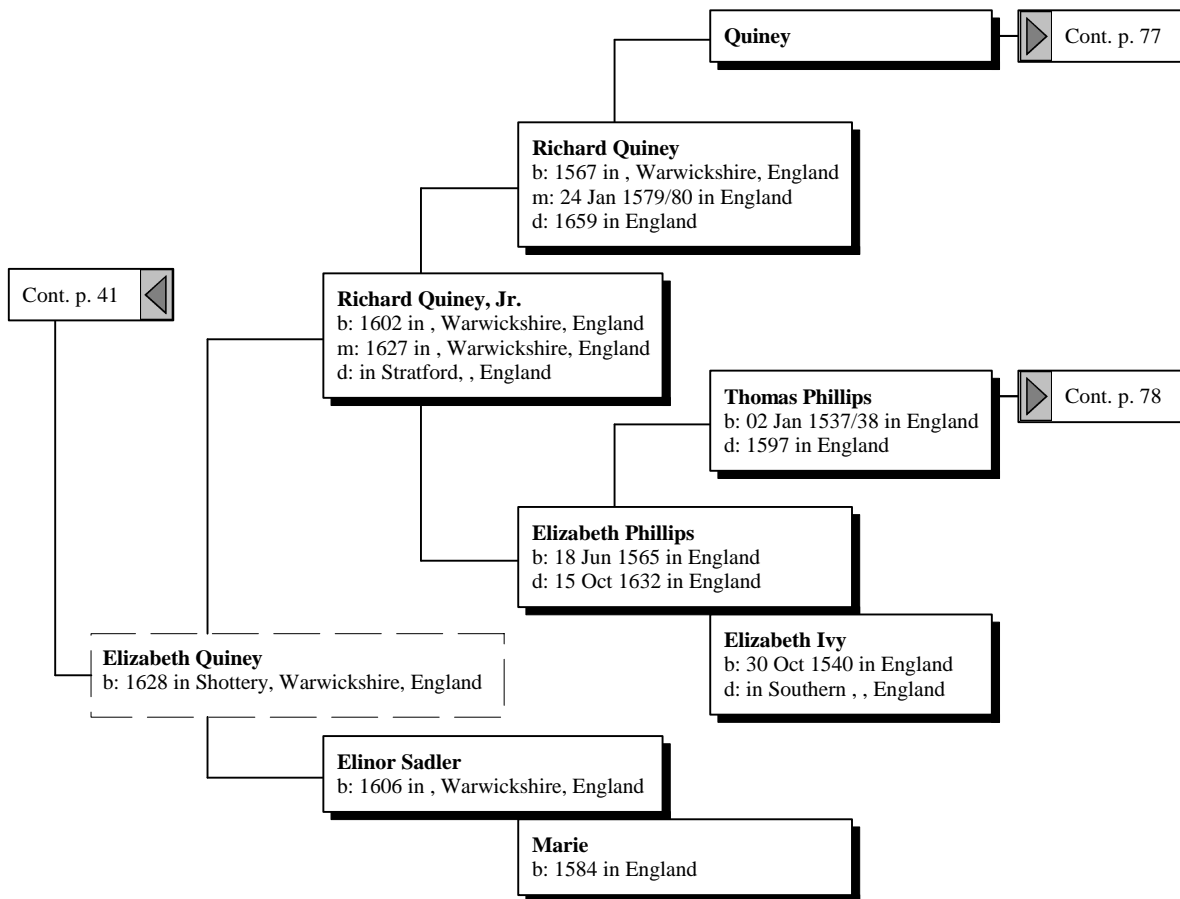 Quiney
Cont. p. 77
Richard Quiney
b: 1567 in , Warwickshire, England
m: 24 Jan 1579/80 in England
d: 1659 in England
Cont. p. 41
Richard Quiney, Jr.
b: 1602 in , Warwickshire, England
m: 1627 in , Warwickshire, England
d: in Stratford, , England
Thomas Phillips
b: 02 Jan 1537/38 in England
d: 1597 in England
Cont. p. 78
Elizabeth Phillips
b: 18 Jun 1565 in England
d: 15 Oct 1632 in England
Elizabeth Ivy
b: 30 Oct 1540 in England
d: in Southern , , England
Elizabeth Quiney
b: 1628 in Shottery, Warwickshire, England
Elinor Sadler
b: 1606 in , Warwickshire, England
Marie
b: 1584 in England